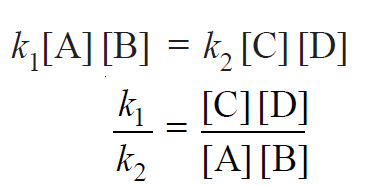 k₁[A] [B] = k₂ [C] [D]
k₁/k₂ = [C] [D]/[A] [B]